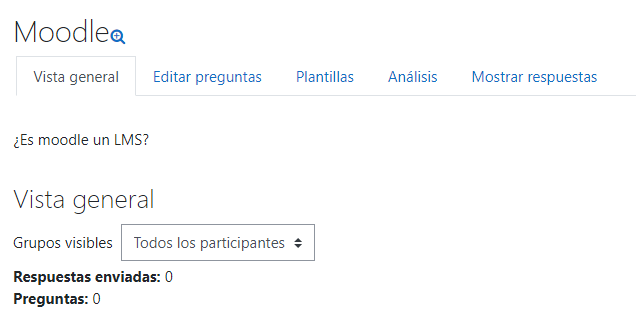 Moodle
Vista general Editar preguntas Plantillas Análisis Mostrar respuestas
¿Es moodle un LMS?
Vista general
Grupos visibles Todos los participantes
Respuestas enviadas: 0
Preguntas: 0